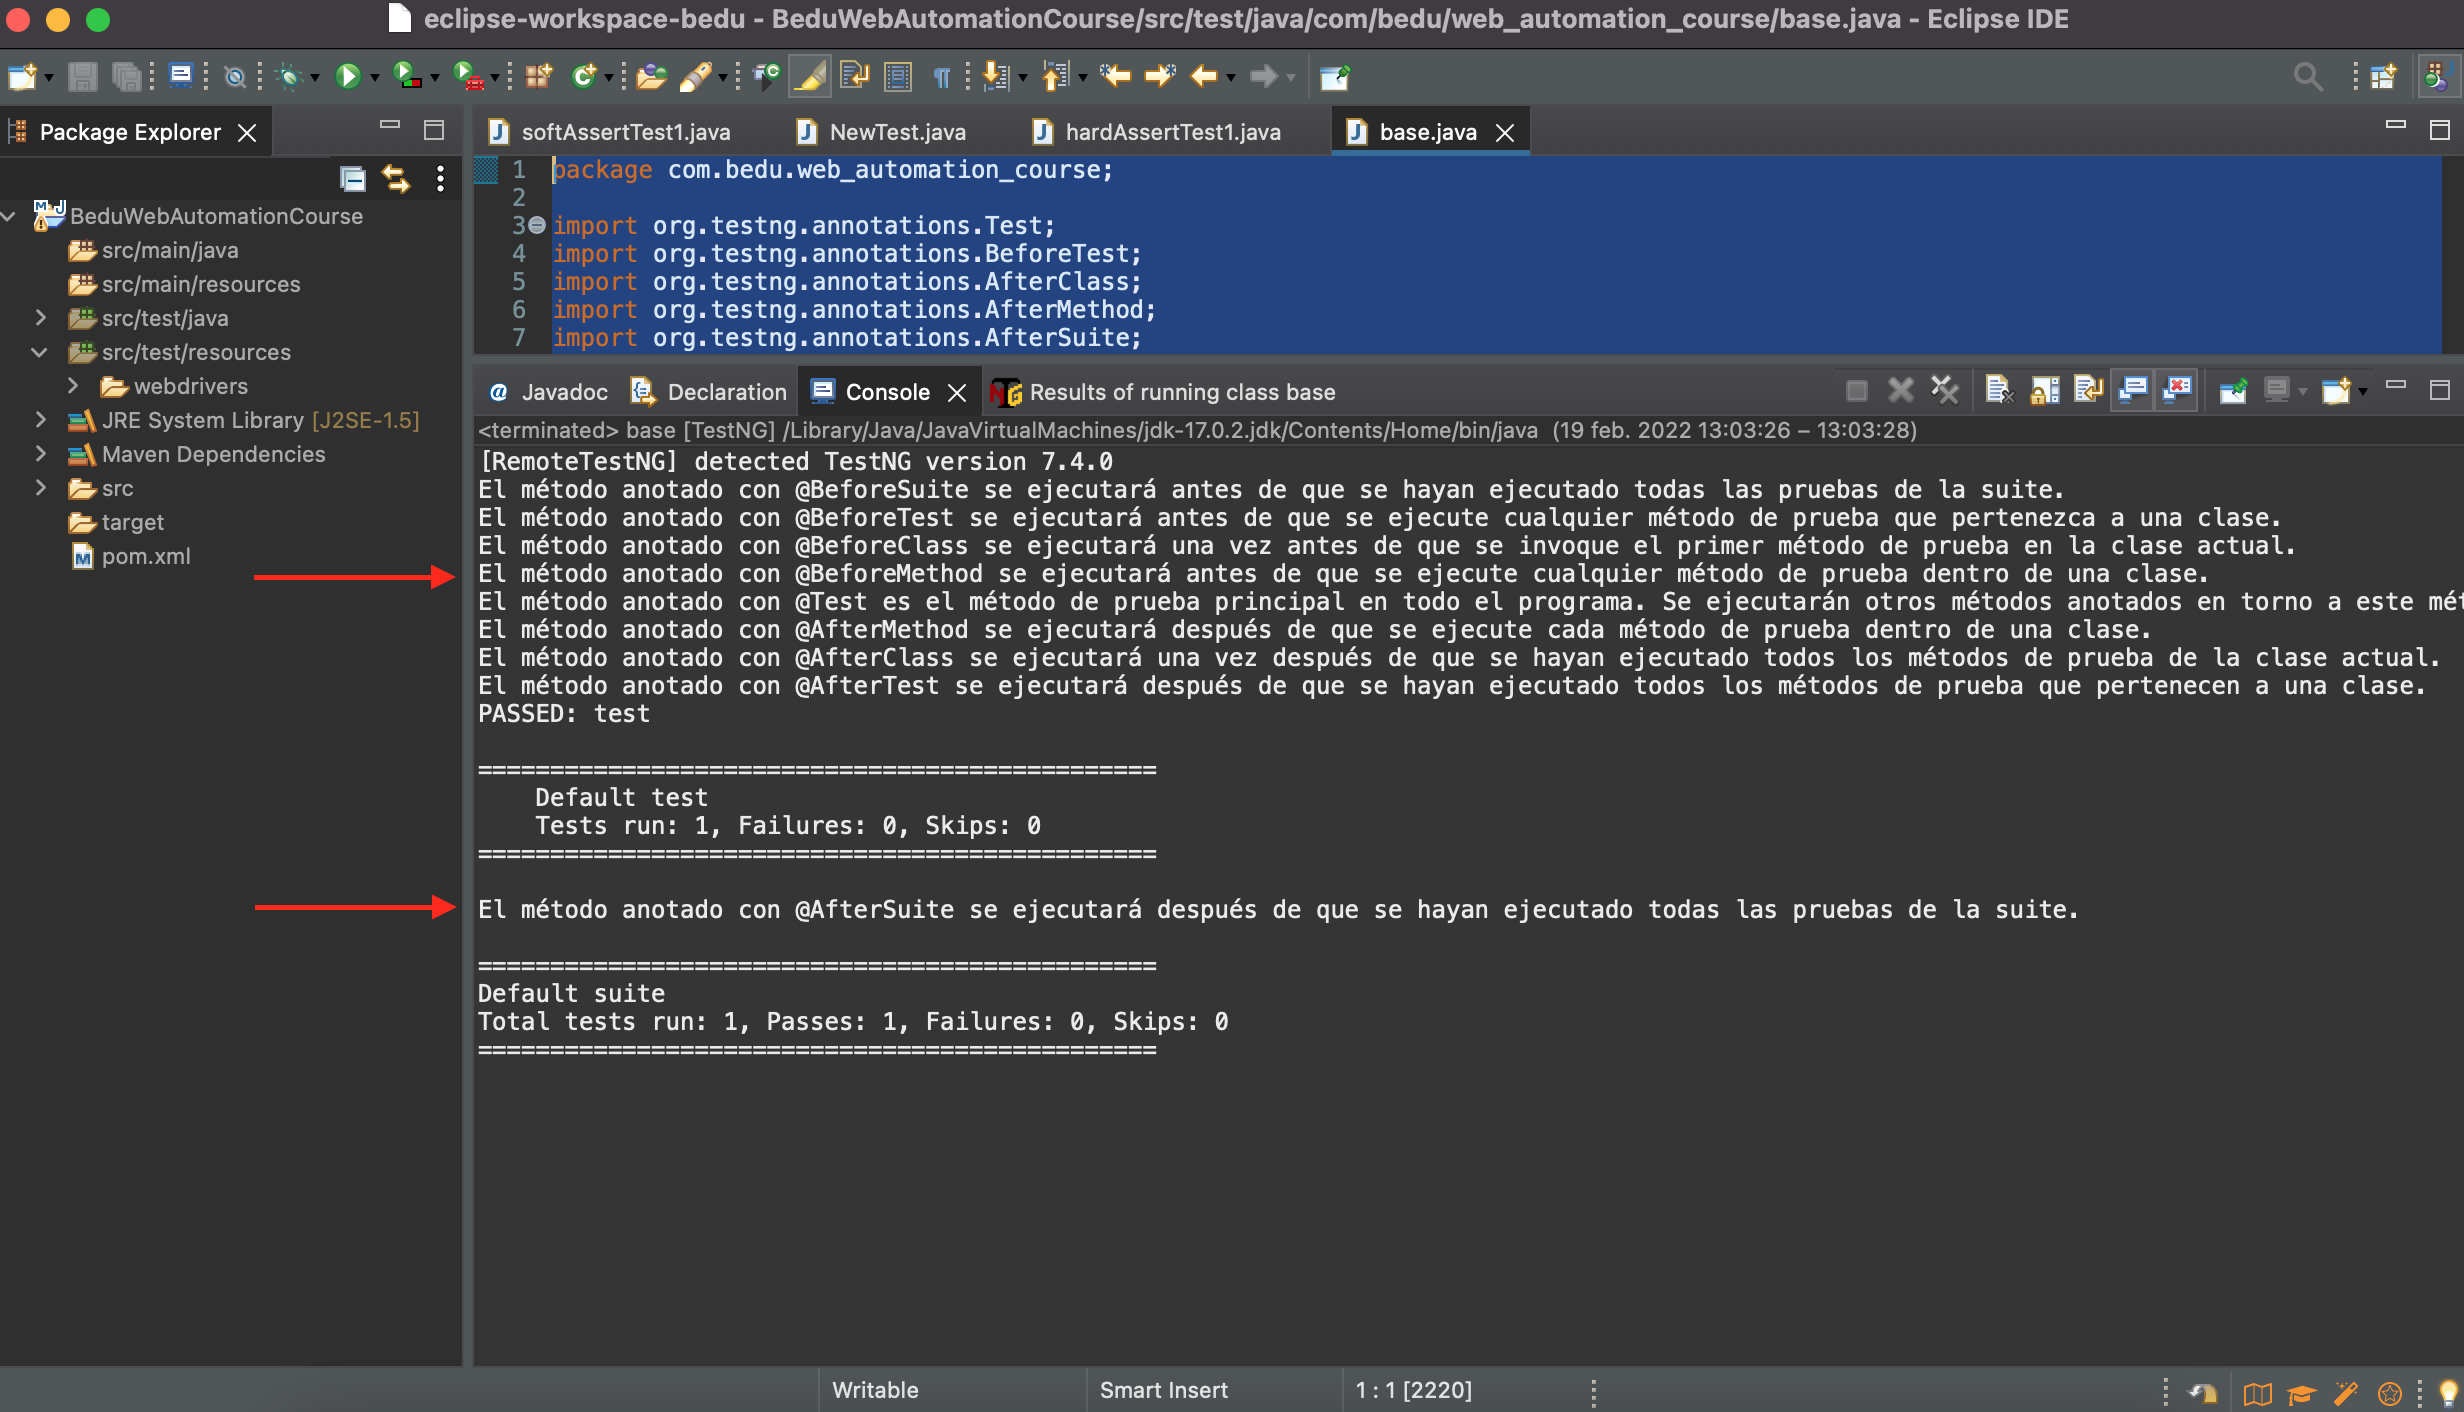 eclipse-workspace-bedu - BeduWebAutomationCourse/src/test/java/com/bedu/web_automation_course/base.java - Eclipse IDE
Package Explorer
BeduWebAutomationCourse
src/main/java
src/main/resources
src/test/java
src/test/resources
webdrivers
JRE System Library [J2SE-1.5]
Maven Dependencies
src
target
pom.xml
softAssertTest1.java NewTest.java hardAssertTest1.java base.java
1 package com.bedu.web_automation_course;
2
3 import org.testng.annotations.Test;
4 import org.testng.annotations.BeforeTest;
5 import org.testng.annotations.AfterClass;
6 import org.testng.annotations.AfterMethod;
7 import org.testng.annotations.AfterSuite;
Javadoc Declaration Console Results of running class base
<terminated> base [TestNG] /Library/Java/JavaVirtualMachines/jdk-17.0.2.jdk/Contents/Home/bin/java (19 feb. 2022 13:03:26 – 13:03:28)
[RemoteTestNG] detected TestNG version 7.4.0
El método anotado con @BeforeSuite se ejecutará antes de que se hayan ejecutado todas las pruebas de la suite.
El método anotado con @BeforeTest se ejecutará antes de que se ejecute cualquier método de prueba que pertenezca a una clase.
El método anotado con @BeforeClass se ejecutará una vez antes de que se invoque el primer método de prueba en la clase actual.
El método anotado con @BeforeMethod se ejecutará antes de que se ejecute cualquier método de prueba dentro de una clase.
El método anotado con @Test es el método de prueba principal en todo el programa. Se ejecutarán otros métodos anotados en torno a este mét
El método anotado con @AfterMethod se ejecutará después de que se ejecute cada método de prueba dentro de una clase.
El método anotado con @AfterClass se ejecutará una vez después de que se hayan ejecutado todos los métodos de prueba de la clase actual.
El método anotado con @AfterTest se ejecutará después de que se hayan ejecutado todos los métodos de prueba que pertenecen a una clase.
PASSED: test
===============================================
Default test
Tests run: 1, Failures: 0, Skips: 0
===============================================
El método anotado con @AfterSuite se ejecutará después de que se hayan ejecutado todas las pruebas de la suite.
===============================================
Default suite
Total tests run: 1, Passes: 1, Failures: 0, Skips: 0
===============================================
Writable Smart Insert 1 : 1 [2220]